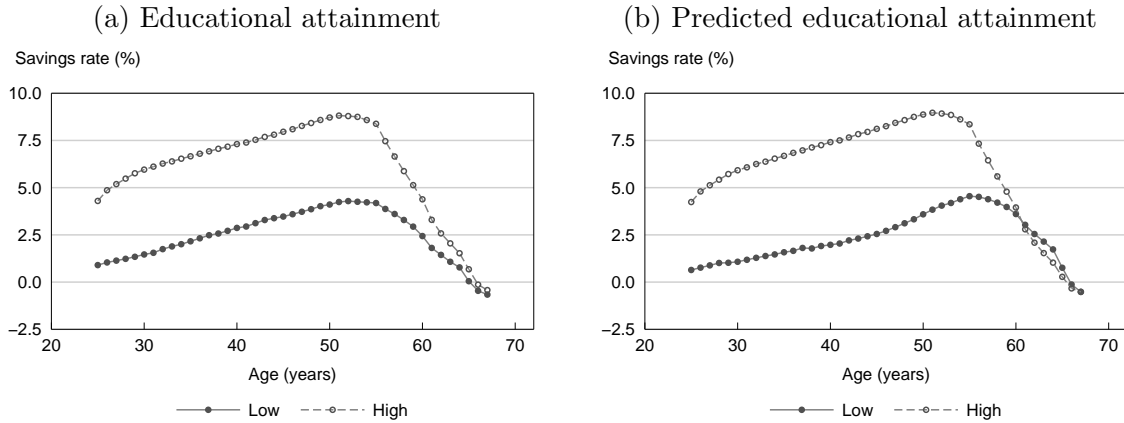 (a) Educational attainment
Savings rate (%)
10.0
7.5
5.0
2.5
0.0
–2.5
20 30 40 50 60 70
Age (years)
Low High
(b) Predicted educational attainment
Savings rate (%)
10.0
7.5
5.0
2.5
0.0
–2.5
20 30 40 50 60 70
Age (years)
Low High